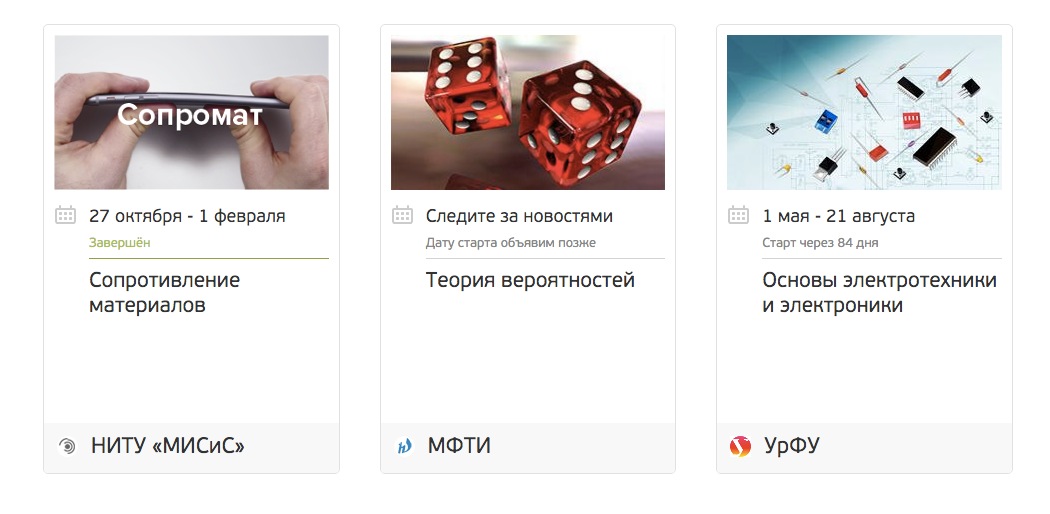 Сопромат
27 октября - 1 февраля
Завершён
Сопротивление
материалов
НИТУ «МИСиС»
Следите за новостями
Дату старта объявим позже
Теория вероятностей
МФТИ
1 мая - 21 августа
Старт через 84 дня
Основы электротехники
и электроники
УрФУ